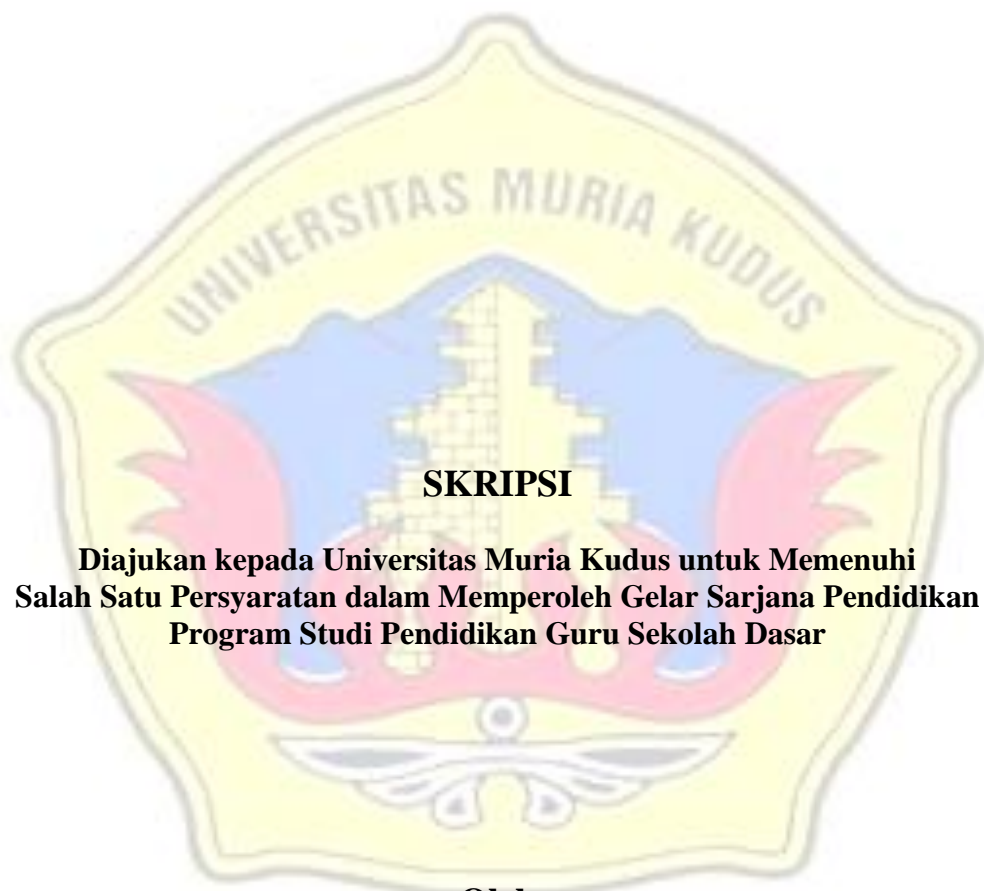 UNIVERSITAS MURIA KUDUS
SKRIPSI
Diajukan kepada Universitas Muria Kudus untuk Memenuhi
Salah Satu Persyaratan dalam Memperoleh Gelar Sarjana Pendidikan
Program Studi Pendidikan Guru Sekolah Dasar